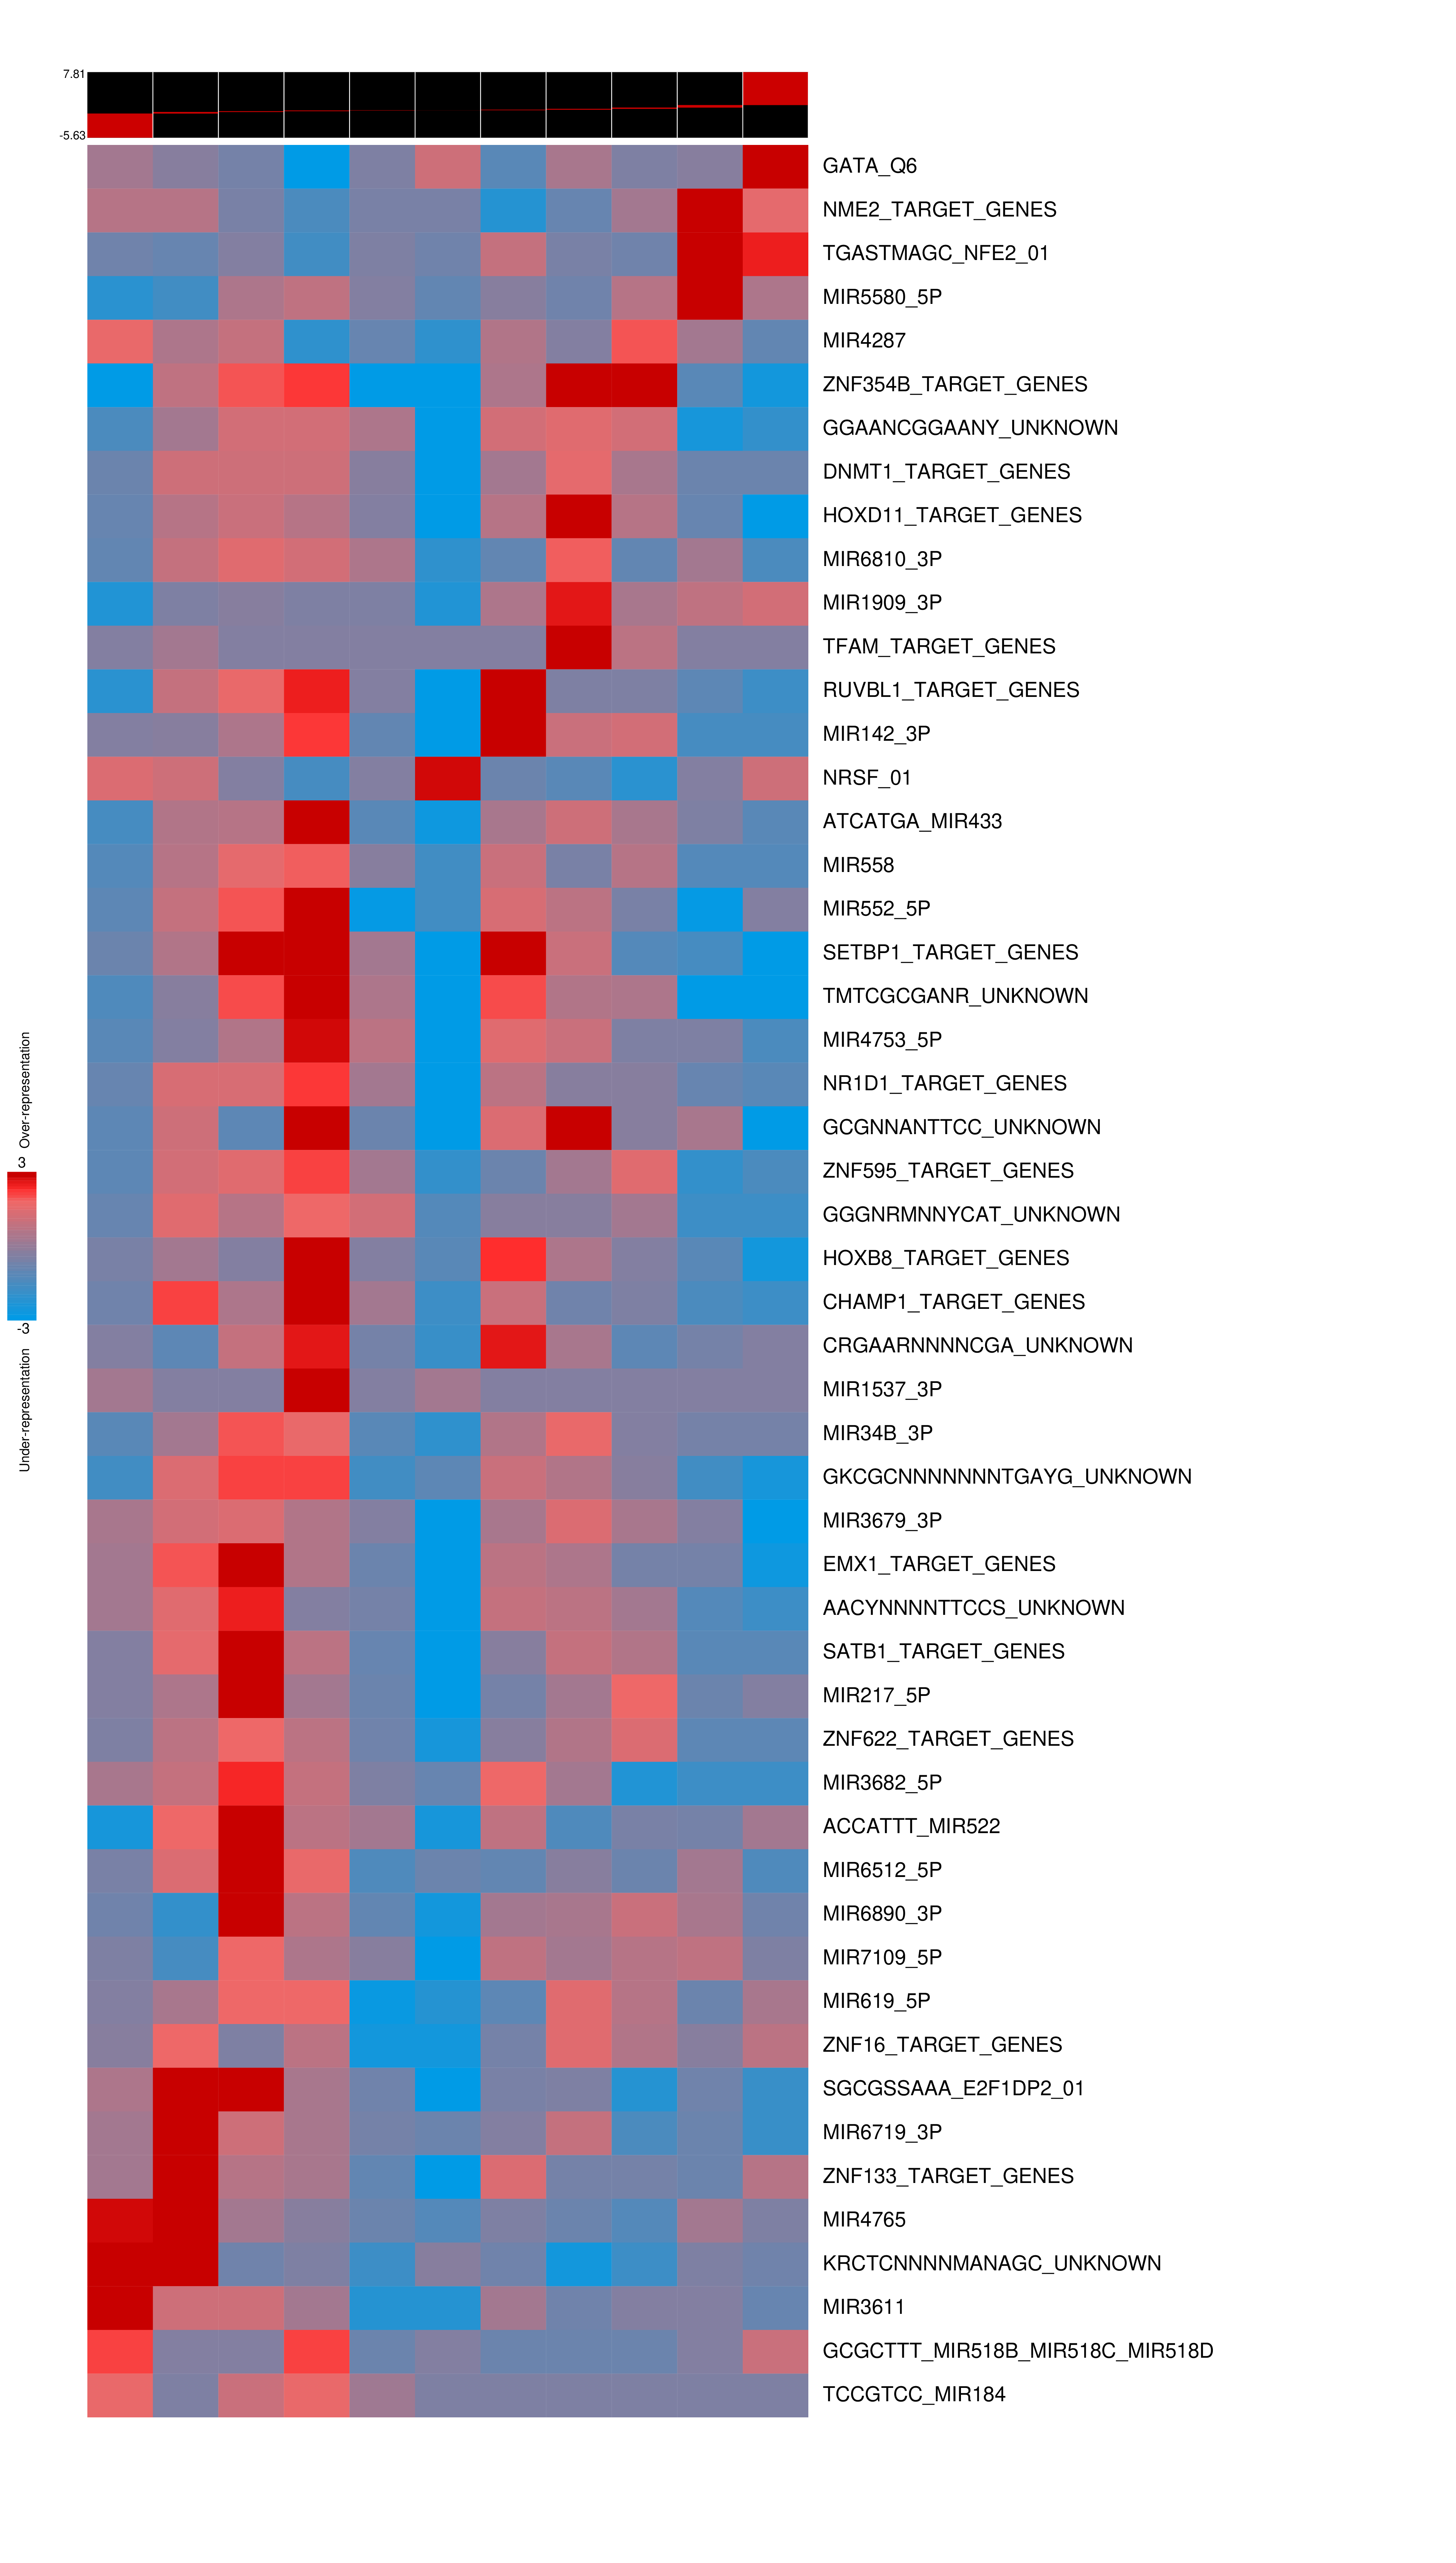 7.81
-5.63
GATA_Q6
NME2_TARGET_GENES
TGASTMAGC_NFE2_01
MIR5580_5P
MIR4287
ZNF354B_TARGET_GENES
GGAANCGGAANY_UNKNOWN
DNMT1_TARGET_GENES
HOXD11_TARGET_GENES
MIR6810_3P
MIR1909_3P
TFAM_TARGET_GENES
RUVBL1_TARGET_GENES
MIR142_3P
NRSF_01
ATCATGA_MIR433
MIR558
MIR552_5P
SETBP1_TARGET_GENES
TMTCGCGANR_UNKNOWN
MIR4753_5P
NR1D1_TARGET_GENES
GCGNNANTTCC_UNKNOWN
ZNF595_TARGET_GENES
GGGNRMNNYCAT_UNKNOWN
HOXB8_TARGET_GENES
CHAMP1_TARGET_GENES
CRGAARNNNNCGA_UNKNOWN
MIR1537_3P
MIR34B_3P
GKCGCNNNNNNNTGAYG_UNKNOWN
MIR3679_3P
EMX1_TARGET_GENES
AACYNNNNTTCCS_UNKNOWN
SATB1_TARGET_GENES
MIR217_5P
ZNF622_TARGET_GENES
MIR3682_5P
ACCATTT_MIR522
MIR6512_5P
MIR6890_3P
MIR7109_5P
MIR619_5P
ZNF16_TARGET_GENES
SGCGSSAAA_E2F1DP2_01
MIR6719_3P
ZNF133_TARGET_GENES
MIR4765
KRCTCNNNNMANAGC_UNKNOWN
MIR3611
GCGCTTT_MIR518B_MIR518C_MIR518D
TCCGTCC_MIR184
Over-representation
3
-3
Under-representation